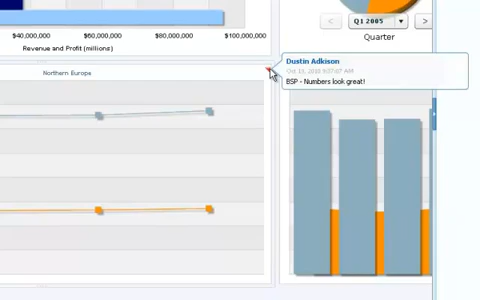 $40,000,000 $60,000,000 $80,000,000 $100,000,000
Revenue and Profit (millions)
< Q1 2005 >
Quarter
Northern Europe
Dustin Adkison
BSP - Numbers look great!